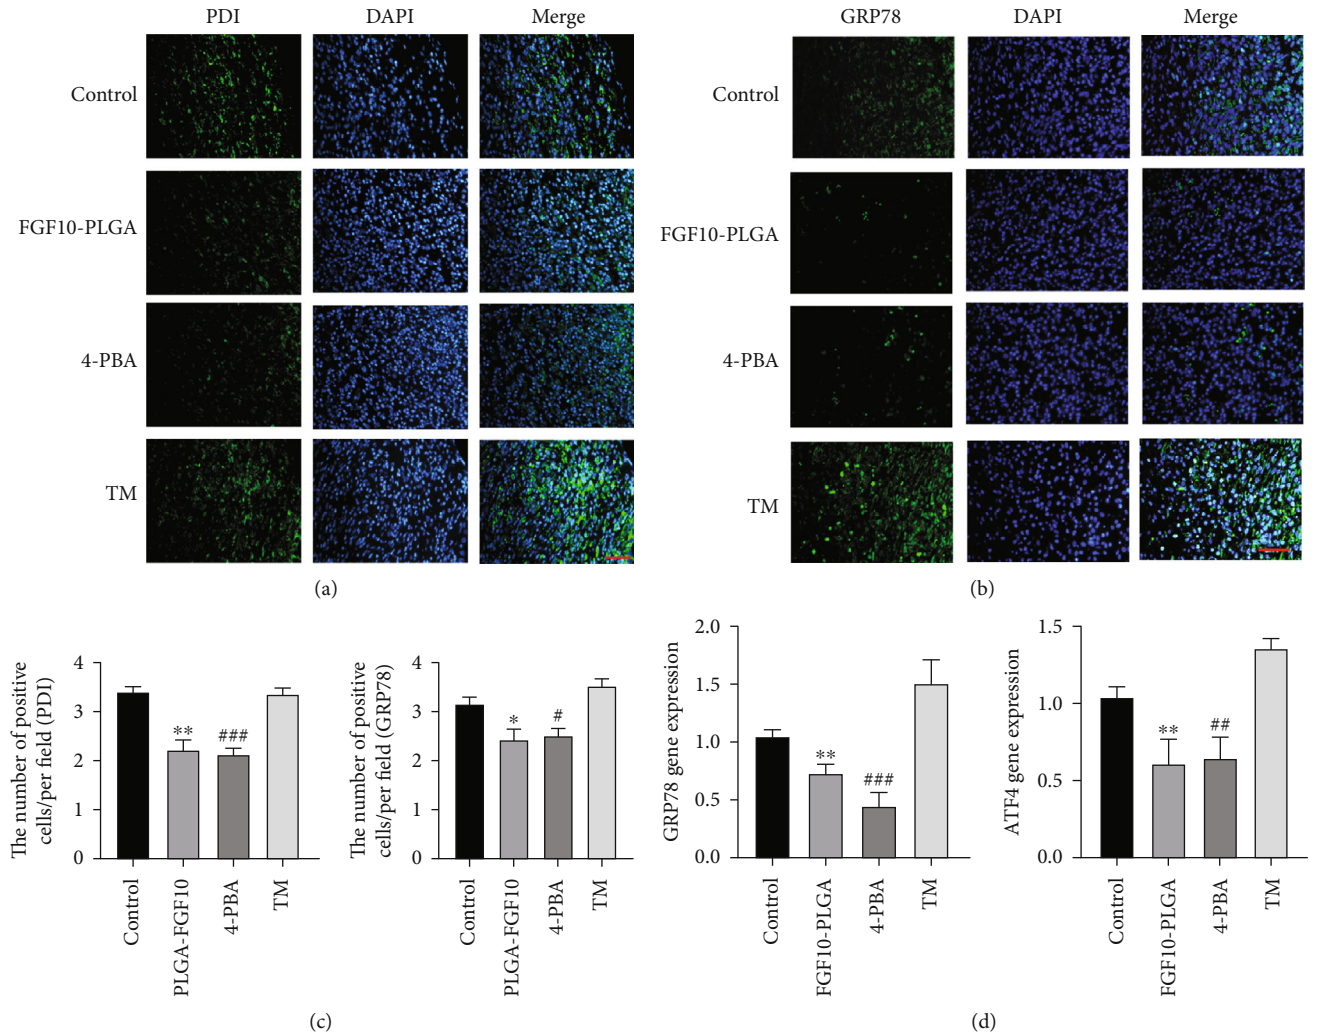 PDI DAPI Merge
Control
FGF10-PLGA
4-PBA
TM
(a)
GRP78 DAPI Merge
Control
FGF10-PLGA
4-PBA
TM
(b)
The number of positive
cells/per field (PDI)
4
3
2
1
0
** ###
Control PLGA-FGF10 4-PBA TM
The number of positive
cells/per field (GRP78)
4
3
2
1
0
* #
Control PLGA-FGF10 4-PBA TM
(c)
GRP78 gene expression
2.0
1.5
1.0
0.5
0.0
** ###
Control FGF10-PLGA 4-PBA TM
ATF4 gene expression
1.5
1.0
0.5
0.0
** ##
Control FGF10-PLGA 4-PBA TM
(d)